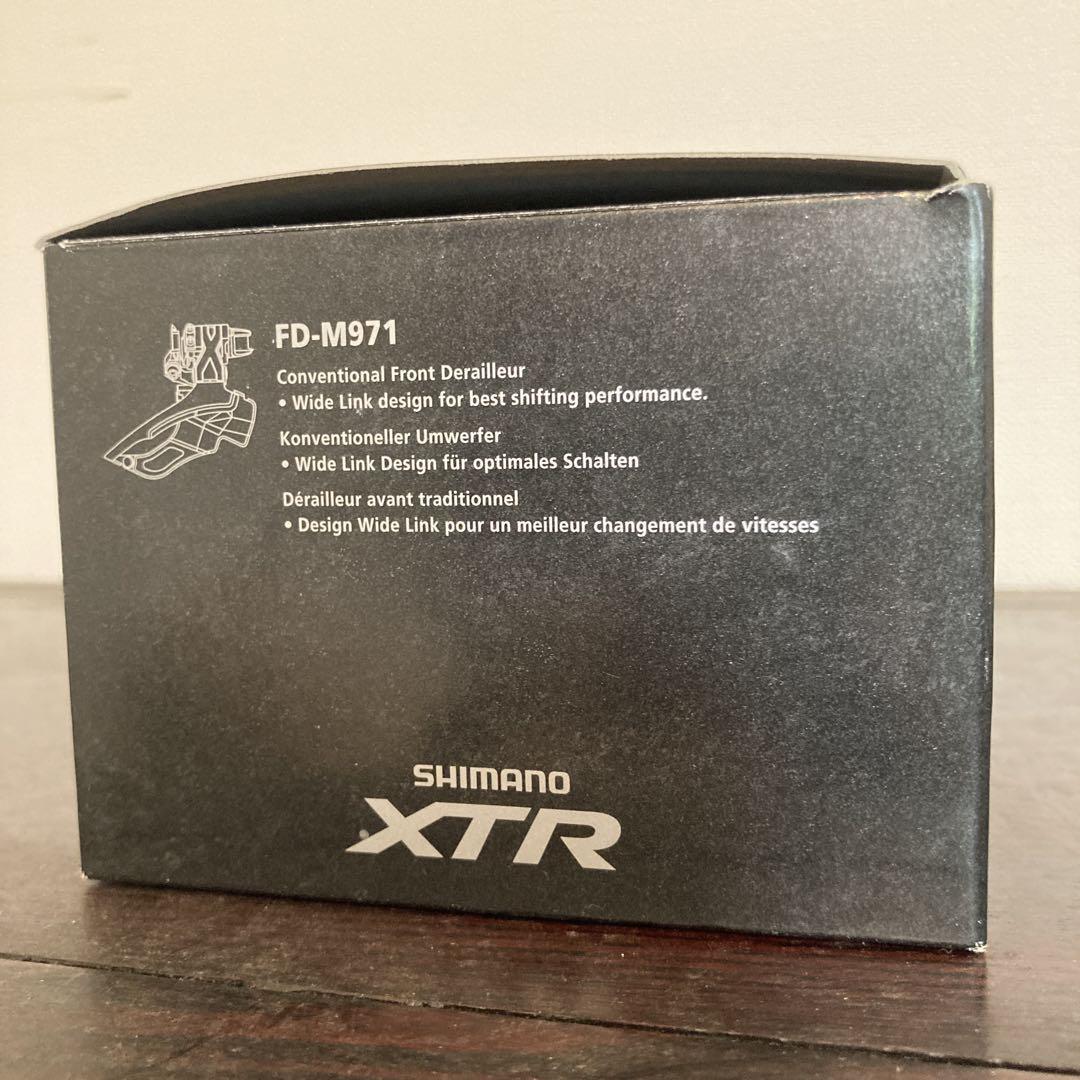 FD-M971
Conventional Front Derailleur
• Wide Link design for best shifting performance.
Konventioneller Umwerfer
• Wide Link Design für optimales Schalten
Dérailleur avant traditionnel
• Design Wide Link pour un meilleur changement de vitesses
SHIMANO
XTR